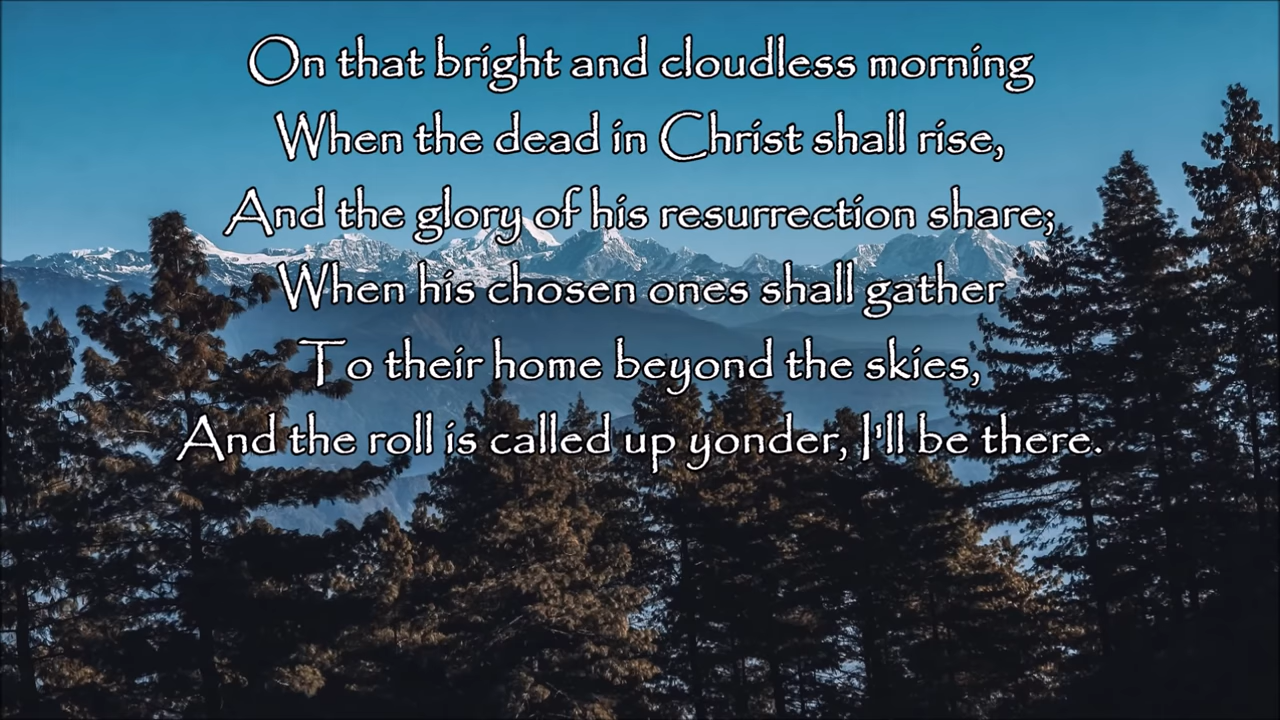 On that bright and cloudless morning
When the dead in Christ shall rise,
And the glory of his resurrection share;
When his chosen ones shall gather
To their home beyond the skies,
And the roll is called up yonder, I'll be there.